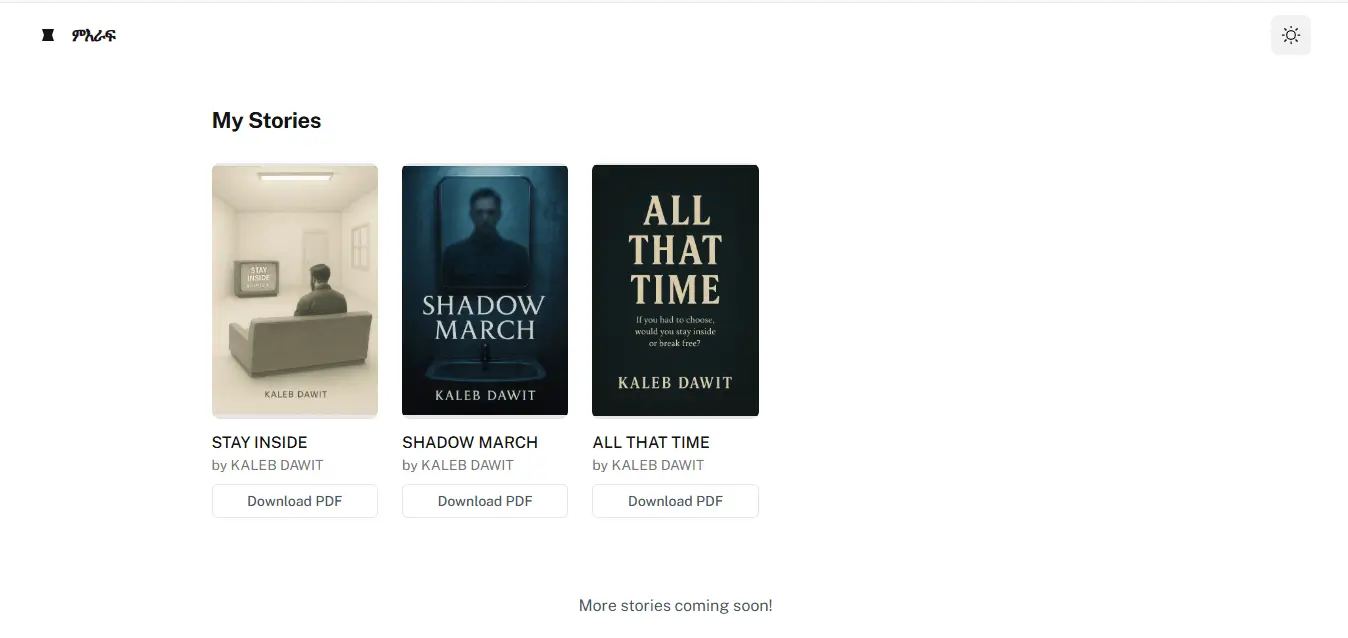 ምእራፍ
My Stories
STAY
INSIDE
KALEB DAWIT
SHADOW
MARCH
KALEB DAWIT
ALL
THAT
TIME
If you had to choose,
would you stay inside
or break free?
KALEB DAWIT
STAY INSIDE
by KALEB DAWIT
Download PDF
SHADOW MARCH
by KALEB DAWIT
Download PDF
ALL THAT TIME
by KALEB DAWIT
Download PDF
More stories coming soon!